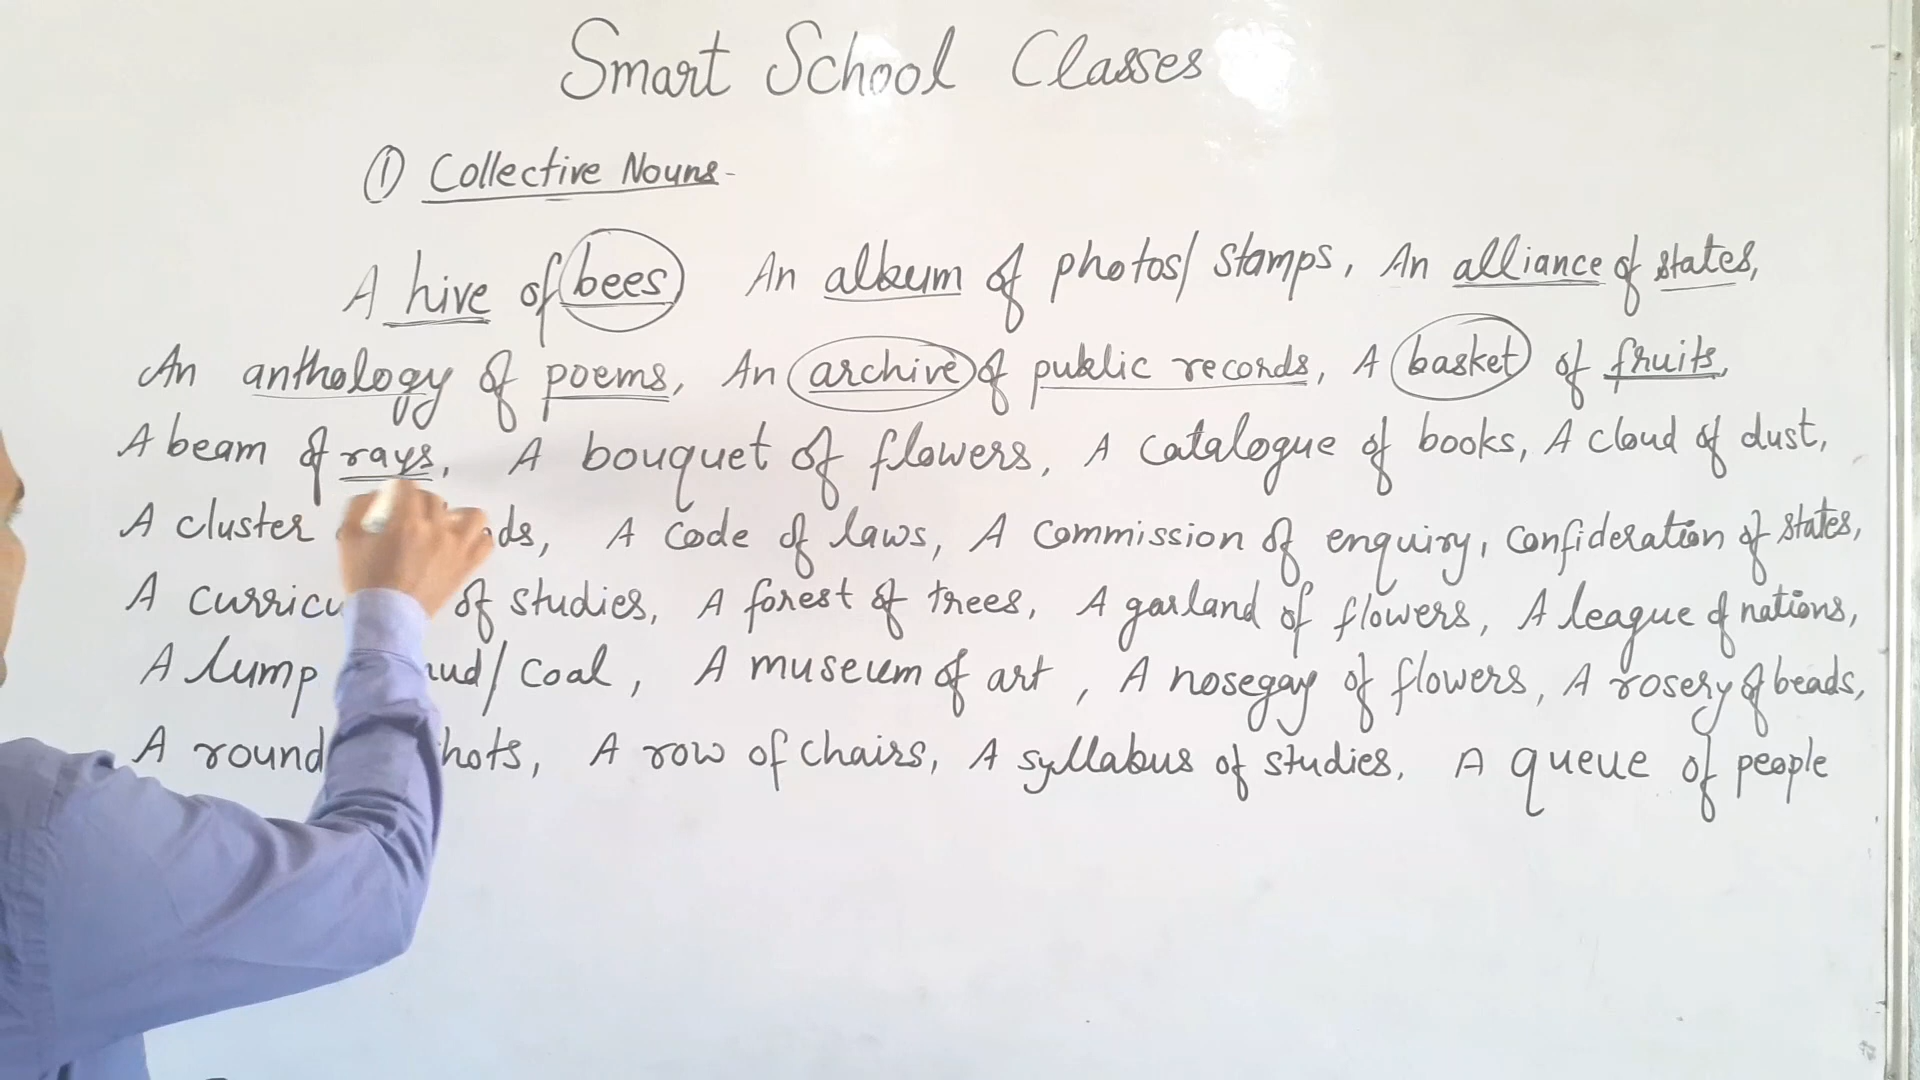 Smart School Classes
① Collective Nouns-
A hive of bees An album of photos/ stamps, An alliance of states,
An anthology of poems, An archive of public records, A basket of fruits,
A beam of rays, A bouquet of flowers, A catalogue of books, A cloud of dust,
A cluster A code of laws, A commission of enquiry, confideration of states,
A of studies, A forest of trees, A garland of flowers, A league of nations,
A lump / coal, A museum of art, A nosegay of flowers, A rosery of beads,
A round A row of chairs, A syllabus of studies, A queue of people